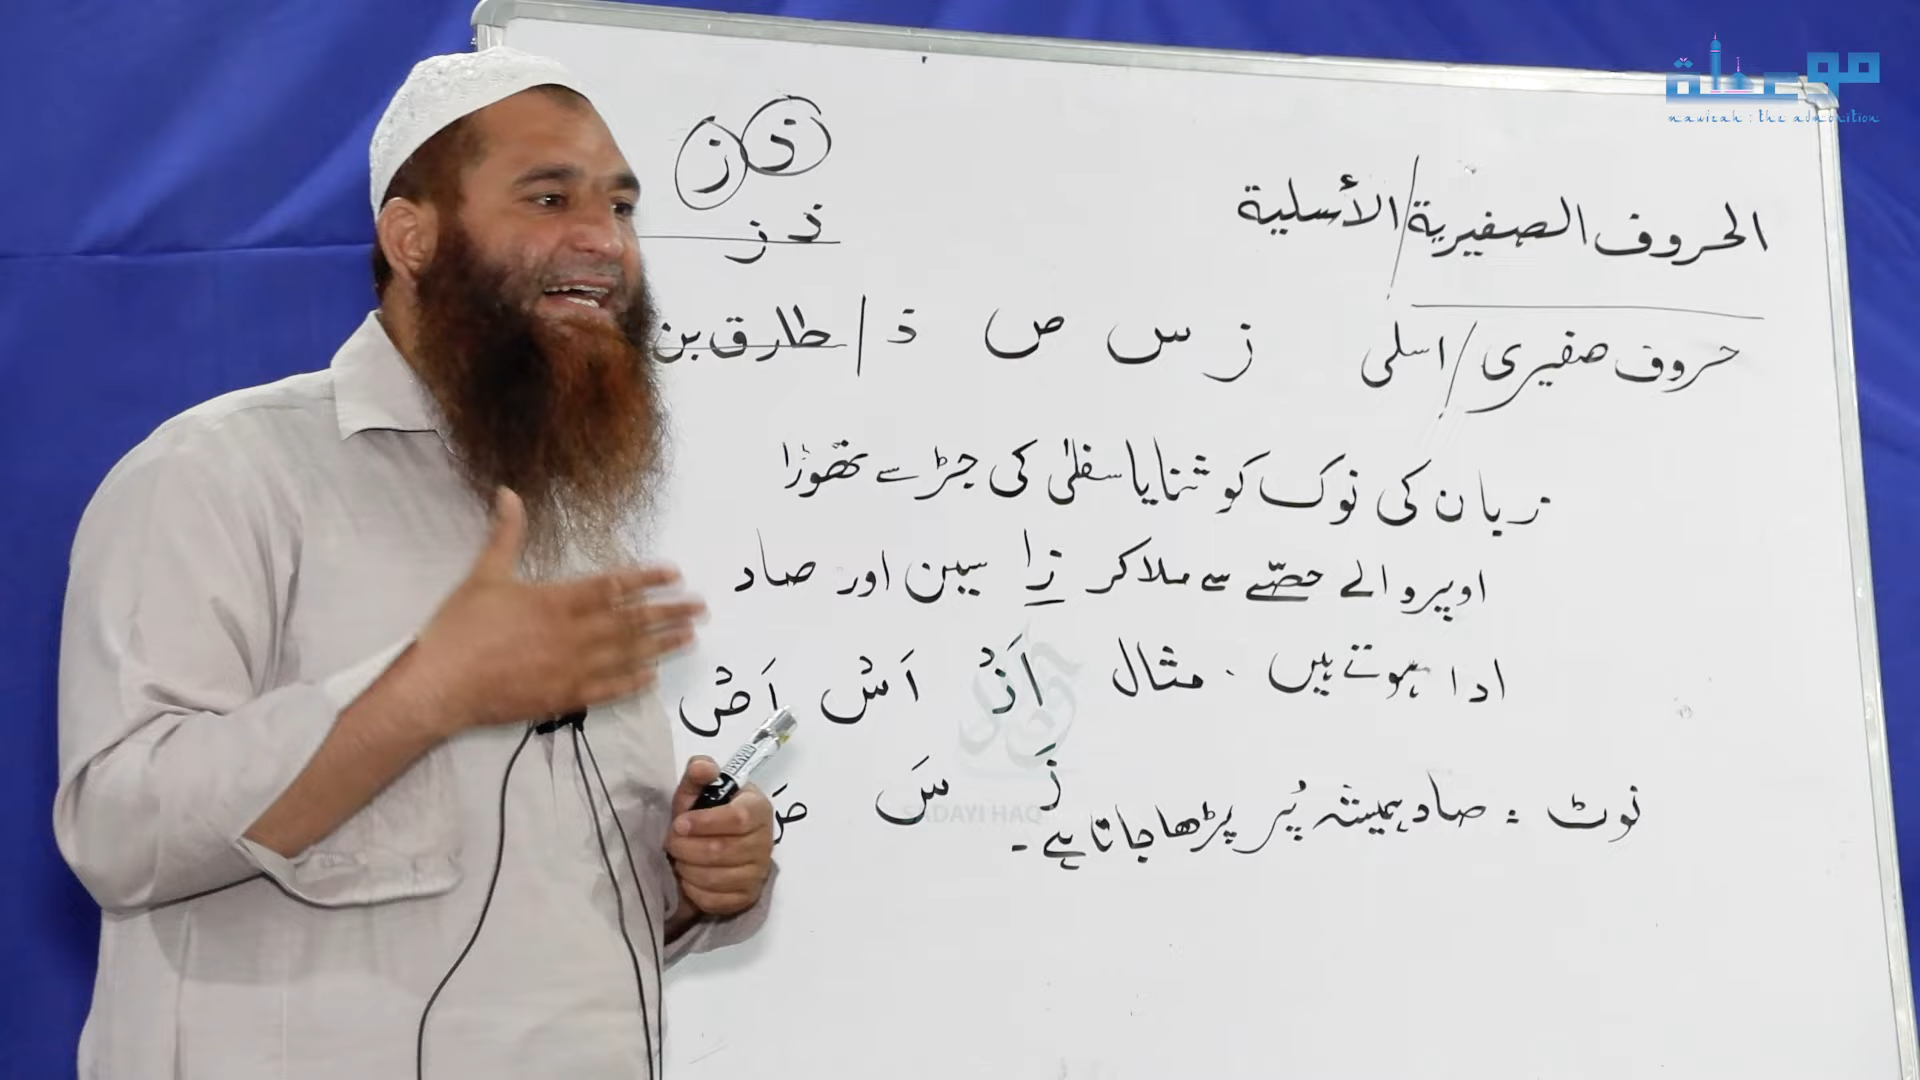 موعظة
mawizah : the admonition
ز ذ
ز ذ
الحروف الصفيرية/الأسلية
حروف صفیری/اسلی ز س ص ذ/طارق بن
زبان کی نوک کو ثنایا سفلیٰ کی جڑ سے تھوڑا
اوپر والے حصّے سے ملا کر زا سین اور صاد
ادا ہوتے ہیں . مثال اَزْ اَسْ اَصْ
زَ سَ صَ
نوٹ : صاد ہمیشہ پُر پڑھا جاتا ہے ۔
SADAYI HAQ